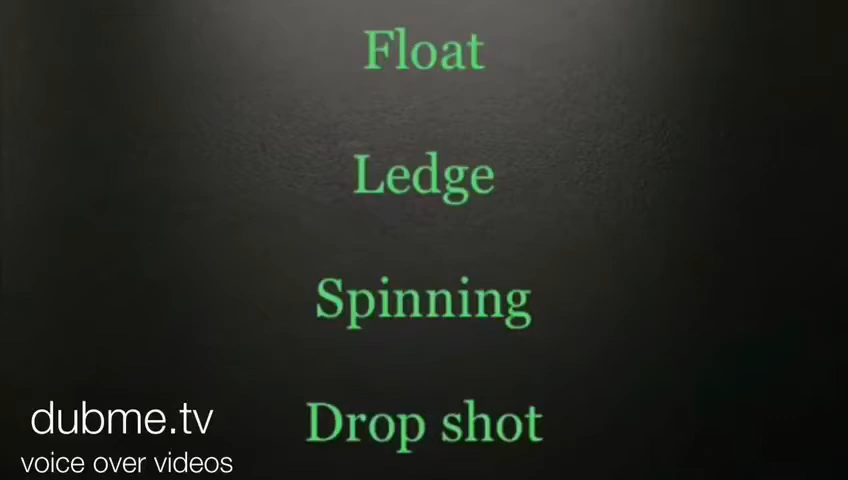 Float
Ledge
Spinning
Drop shot
dubme.tv
voice over videos